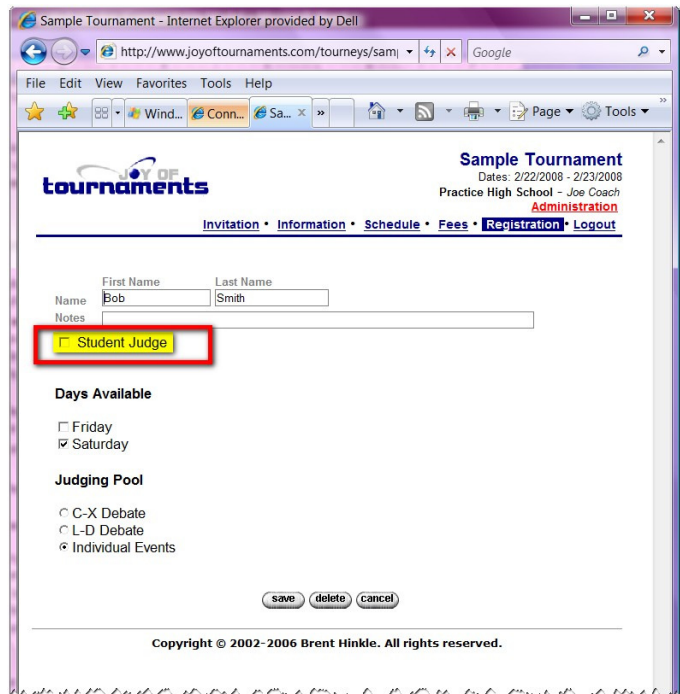 Sample Tournament - Internet Explorer provided by Dell
http://www.joyoftournaments.com/tourneys/sam
Google
File Edit View Favorites Tools Help
Wind... Conn... Sa... × » Page Tools »
JOY OF
tournaments
Sample Tournament
Dates: 2/22/2008 - 2/23/2008
Practice High School - Joe Coach
Administration
Invitation • Information • Schedule • Fees • Registration • Logout
First Name Last Name
Name Bob Smith
Notes
Student Judge
Days Available
Friday
Saturday
Judging Pool
C-X Debate
L-D Debate
Individual Events
save delete cancel
Copyright © 2002-2006 Brent Hinkle. All rights reserved.